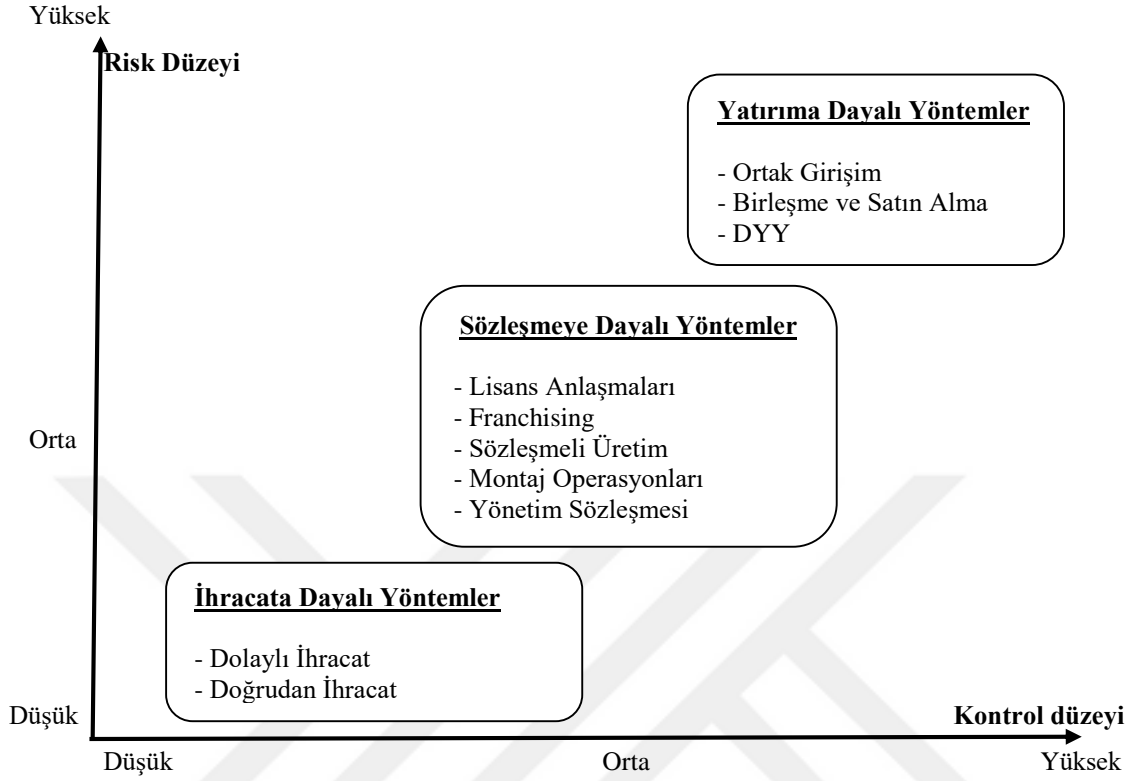 Yüksek
Risk Düzeyi
Yatırıma Dayalı Yöntemler
- Ortak Girişim
- Birleşme ve Satın Alma
- DYY
Sözleşmeye Dayalı Yöntemler
- Lisans Anlaşmaları
- Franchising
- Sözleşmeli Üretim
- Montaj Operasyonları
- Yönetim Sözleşmesi
Orta
İhracata Dayalı Yöntemler
- Dolaylı İhracat
- Doğrudan İhracat
Düşük
Kontrol düzeyi
Düşük
Orta
Yüksek